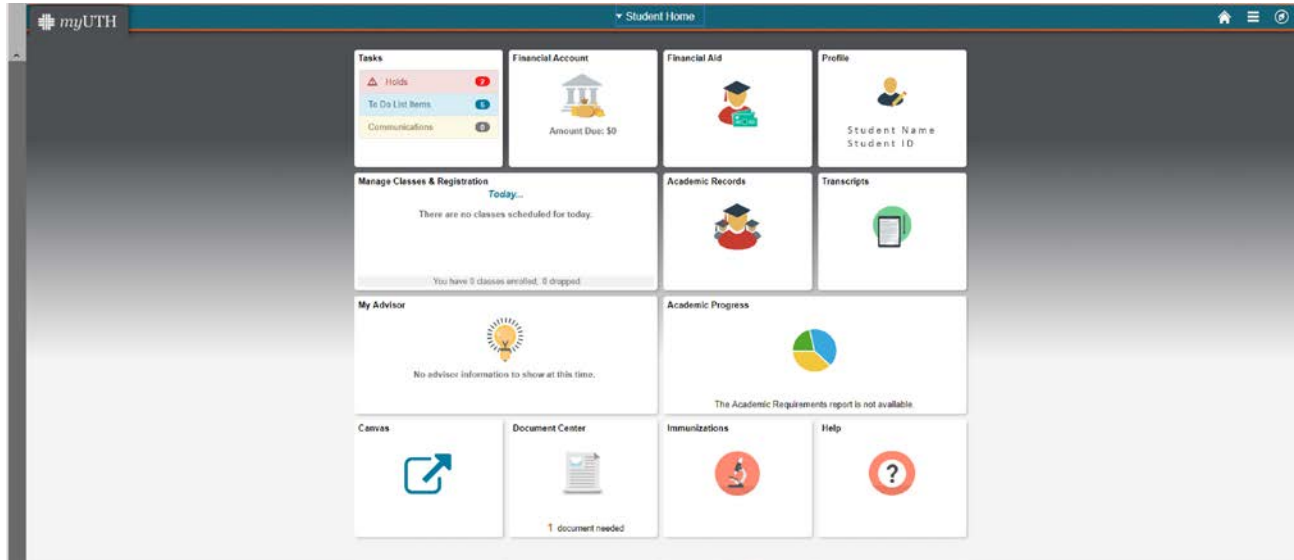 myUTH
Student Home
Tasks
Holds 2
To Do List Items 5
Communications 0
Financial Account
Amount Due: $0
Financial Aid
Profile
Student Name
Student ID
Manage Classes & Registration
Today...
There are no classes scheduled for today.
You have 0 classes enrolled, 0 dropped
Academic Records
Transcripts
My Advisor
No advisor information to show at this time.
Academic Progress
The Academic Requirements report is not available.
Canvas
Document Center
1 document needed
Immunizations
Help
?